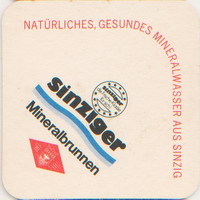 NATÜRLICHES, GESUNDES MINERALWASSER AUS SINZIG
sinziger
Mineralbrunnen